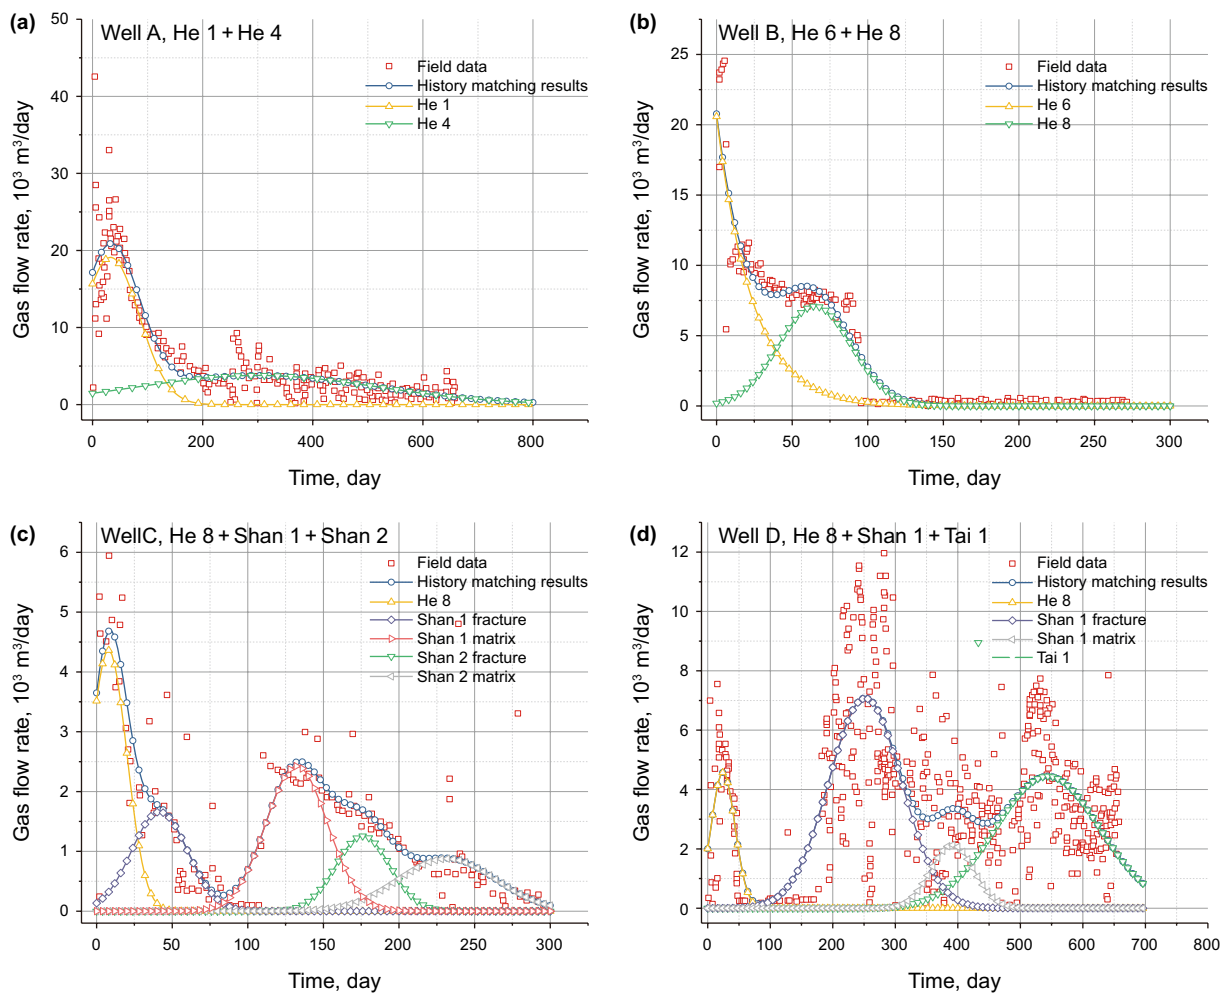 (a)
Well A, He 1 + He 4
Field data
History matching results
He 1
He 4
Gas flow rate, 10³ m³/day
50
40
30
20
10
0
0 200 400 600 800
Time, day
(b)
Well B, He 6 + He 8
Field data
History matching results
He 6
He 8
Gas flow rate, 10³ m³/day
25
20
15
10
5
0
0 50 100 150 200 250 300
Time, day
(c)
WellC, He 8 + Shan 1 + Shan 2
Field data
History matching results
He 8
Shan 1 fracture
Shan 1 matrix
Shan 2 fracture
Shan 2 matrix
Gas flow rate, 10³ m³/day
6
5
4
3
2
1
0
0 50 100 150 200 250 300
Time, day
(d)
Well D, He 8 + Shan 1 + Tai 1
Field data
History matching results
He 8
Shan 1 fracture
Shan 1 matrix
Tai 1
Gas flow rate, 10³ m³/day
12
10
8
6
4
2
0
0 100 200 300 400 500 600 700 800
Time, day